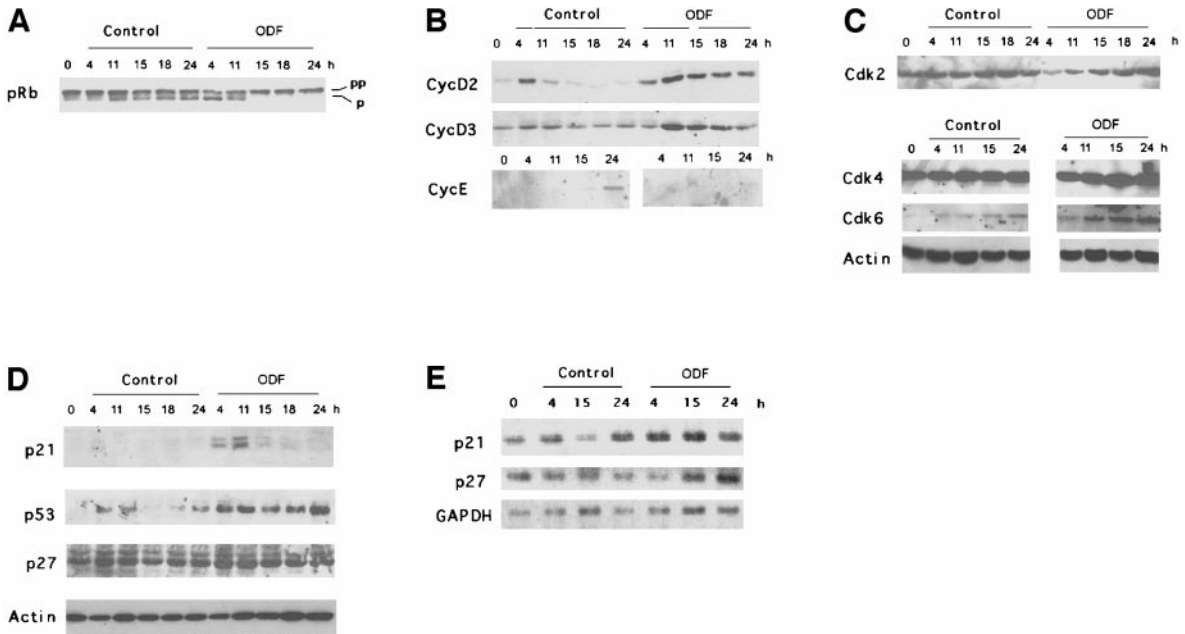 A
Control ODF
0 4 11 15 18 24 4 11 15 18 24 h
pRb
pp
p
B
Control ODF
0 4 11 15 18 24 4 11 15 18 24 h
CycD2
CycD3
0 4 11 15 24 4 11 15 24 h
CycE
C
Control ODF
0 4 11 15 18 24 4 11 15 18 24 h
Cdk2
Control ODF
0 4 11 15 24 4 11 15 24 h
Cdk4
Cdk6
Actin
D
Control ODF
0 4 11 15 18 24 4 11 15 18 24 h
p21
p53
p27
Actin
E
Control ODF
0 4 15 24 4 15 24 h
p21
p27
GAPDH